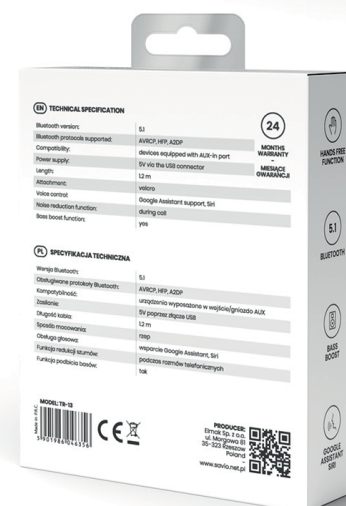 EN TECHNICAL SPECIFICATION
Bluetooth version: 5.1
Bluetooth protocols supported: AVRCP, HFP, A2DP
Compatibility: devices equipped with AUX-in port
Power supply: 5V via the USB connector
Length: 1.2 m
Attachment: velcro
Voice control: Google Assistant support, Siri
Noise reduction function: during call
Bass boost function: yes
24
MONTHS
WARRANTY
-
MIESIĄCE
GWARANCJI
PL SPECYFIKACJA TECHNICZNA
Wersja Bluetooth: 5.1
Obsługiwane protokoły Bluetooth: AVRCP, HFP, A2DP
Kompatybilność: urządzenia wyposażone w wejście/gniazdo AUX
Zasilanie: 5V poprzez złącze USB
Długość kabla: 1.2 m
Sposób mocowania: rzep
Obsługa głosowa: wsparcie Google Assistant, Siri
Funkcja redukcji szumów: podczas rozmów telefonicznych
Funkcja podbicia basów: tak
MODEL: TR-13
Made in P.R.C.
5 901986 046356
CE
PRODUCER:
Elmak Sp. z o.o.
ul. Morgowa 81
35-323 Rzeszow
Poland
-
www.savio.net.pl
HANDS FREE
FUNCTION
5.1
BLUETOOTH
BASS
BOOST
GOOGLE
ASSISTANT
SIRI